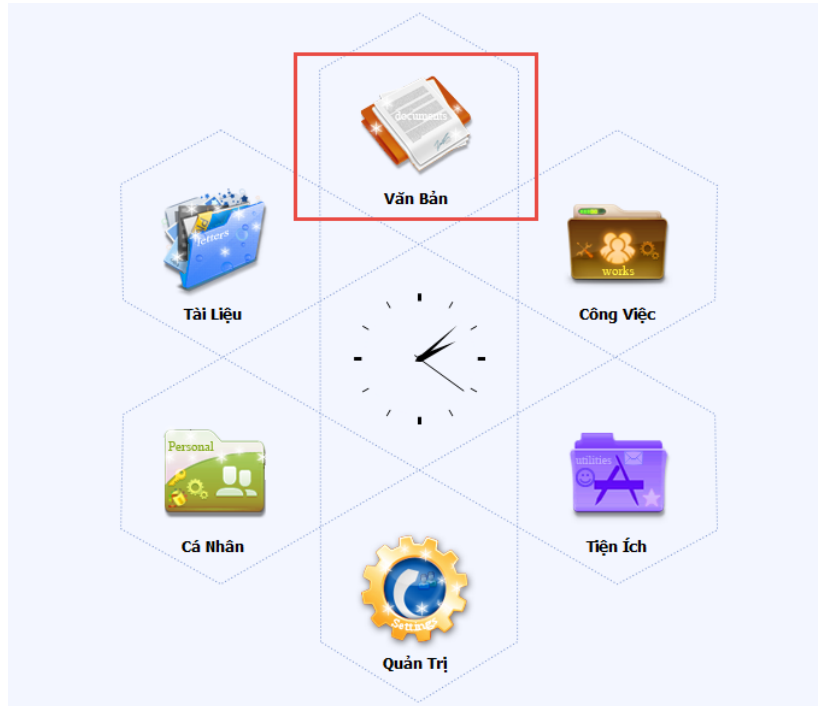 documents
Văn Bản
letters
Tài Liệu
works
Công Việc
Personal
Cá Nhân
utilities
Tiện Ích
Settings
Quản Trị